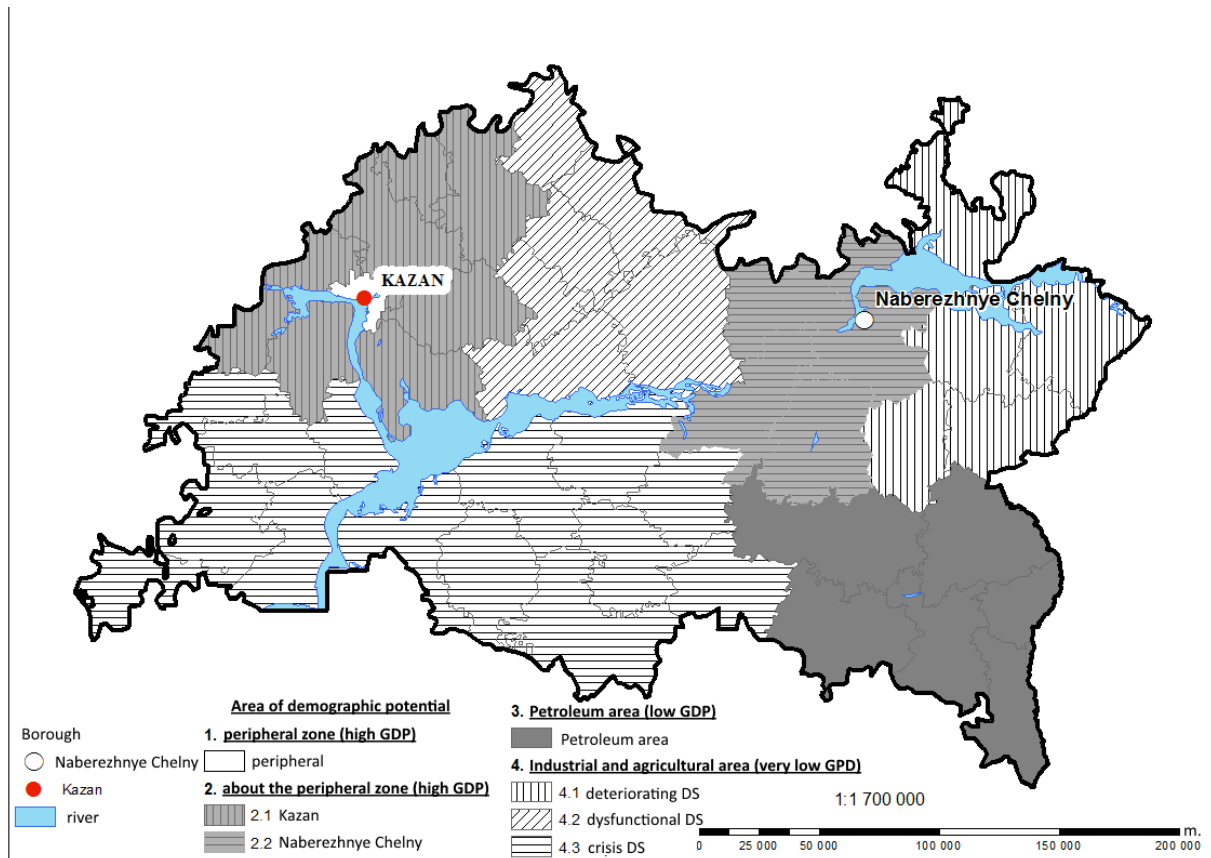 KAZAN
Naberezhnye Chelny
Area of demographic potential
Borough
Naberezhnye Chelny
Kazan
river
1. peripheral zone (high GDP)
peripheral
2. about the peripheral zone (high GDP)
2.1 Kazan
2.2 Naberezhnye Chelny
3. Petroleum area (low GDP)
Petroleum area
4. Industrial and agricultural area (very low GPD)
4.1 deteriorating DS
4.2 dysfunctional DS
4.3 crisis DS
1:1 700 000
m.
0 25 000 50 000 100 000 150 000 200 000